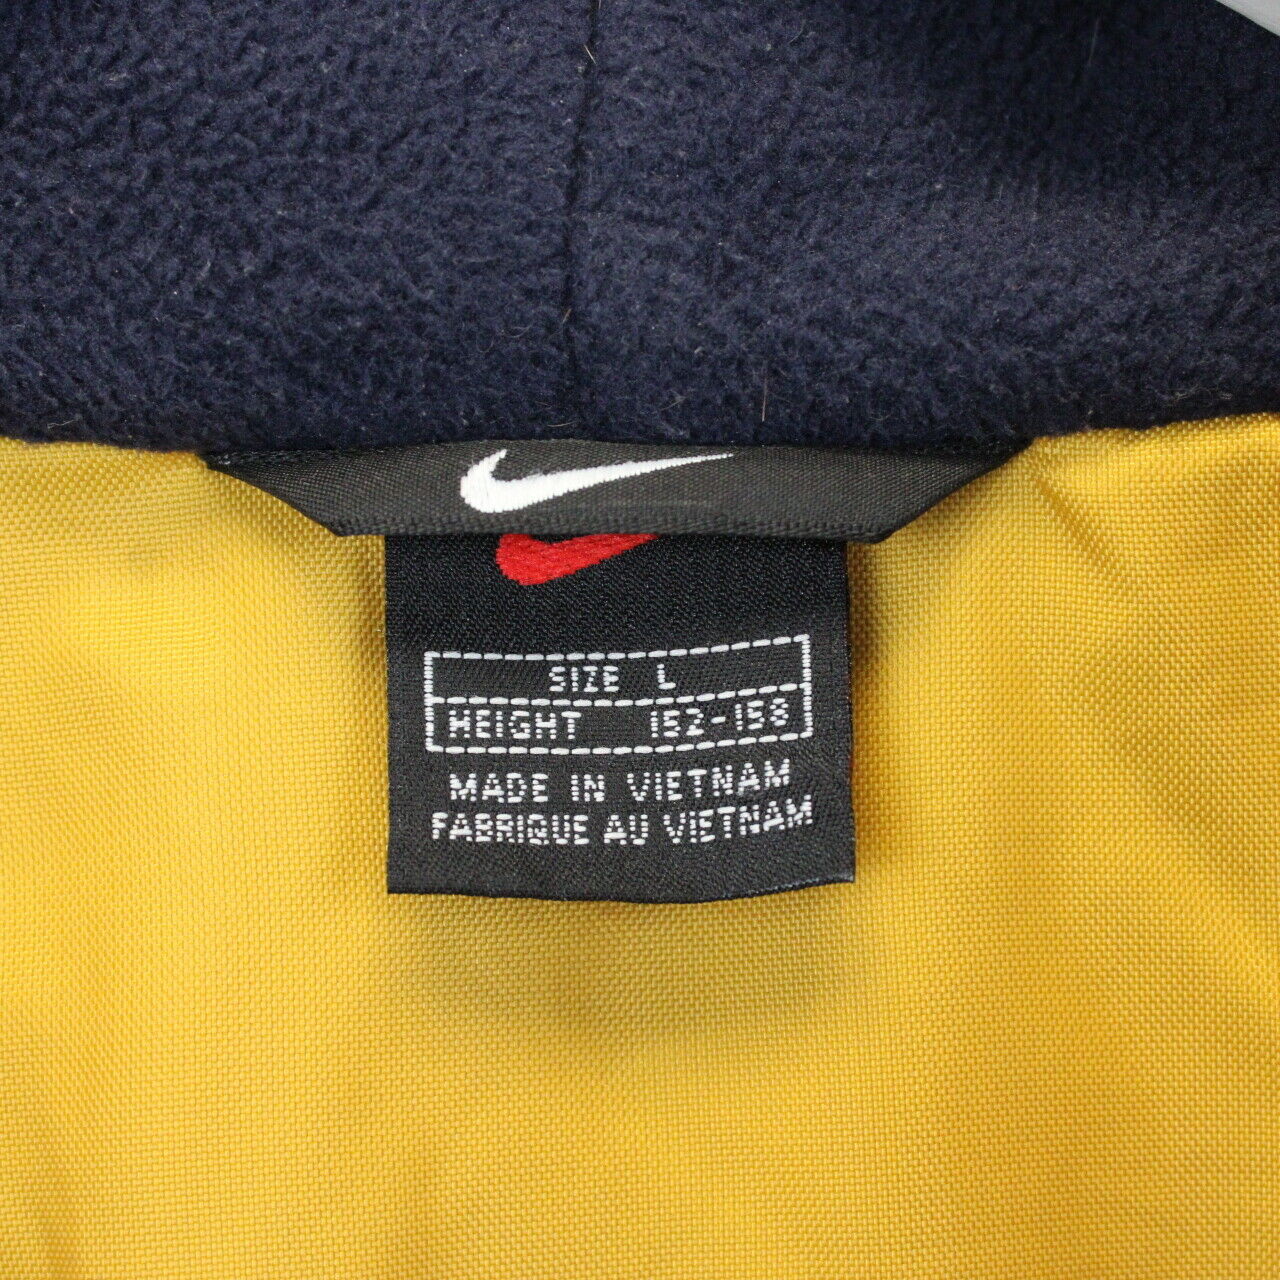 SIZE L
HEIGHT 152-158
MADE IN VIETNAM
FABRIQUE AU VIETNAM